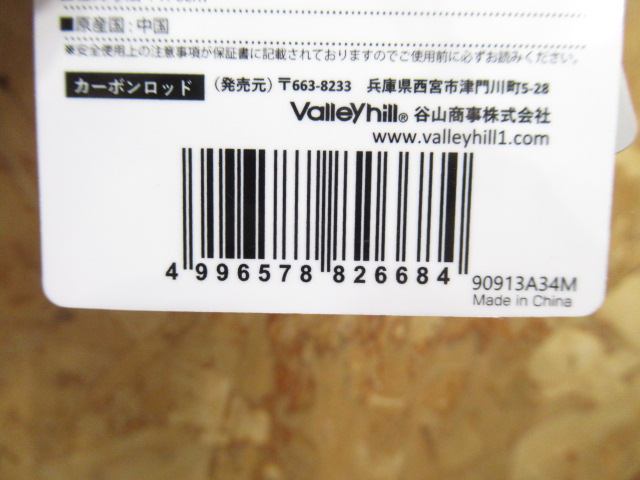 ■原産国：中国
※安全使用上の注意事項が保証書に記載されておりますのでご使用前に必ずお読みください。
カーボンロッド （発売元）〒663-8233 兵庫県西宮市津門川町5-28
Valleyhill® 谷山商事株式会社
www.valleyhill1.com
4 996578 826684
90913A34M
Made in China